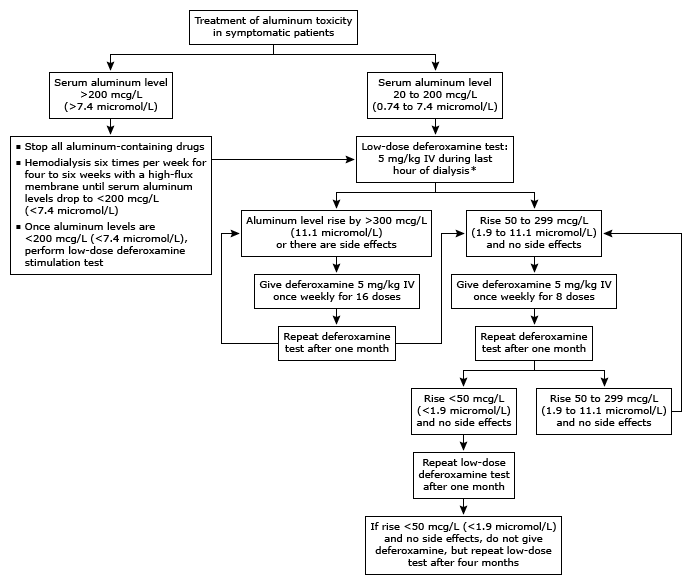 Treatment of aluminum toxicity
in symptomatic patients
Serum aluminum level
>200 mcg/L
(>7.4 micromol/L)
Serum aluminum level
20 to 200 mcg/L
(0.74 to 7.4 micromol/L)
▪ Stop all aluminum-containing drugs
▪ Hemodialysis six times per week for
four to six weeks with a high-flux
membrane until serum aluminum
levels drop to <200 mcg/L
(<7.4 micromol/L)
▪ Once aluminum levels are
<200 mcg/L (<7.4 micromol/L),
perform low-dose deferoxamine
stimulation test
Low-dose deferoxamine test:
5 mg/kg IV during last
hour of dialysis*
Aluminum level rise by >300 mcg/L
(11.1 micromol/L)
or there are side effects
Rise 50 to 299 mcg/L
(1.9 to 11.1 micromol/L)
and no side effects
Give deferoxamine 5 mg/kg IV
once weekly for 16 doses
Give deferoxamine 5 mg/kg IV
once weekly for 8 doses
Repeat deferoxamine
test after one month
Repeat deferoxamine
test after one month
Rise <50 mcg/L
(<1.9 micromol/L)
and no side effects
Rise 50 to 299 mcg/L
(1.9 to 11.1 micromol/L)
and no side effects
Repeat low-dose
deferoxamine test
after one month
If rise <50 mcg/L (<1.9 micromol/L)
and no side effects, do not give
deferoxamine, but repeat low-dose
test after four months